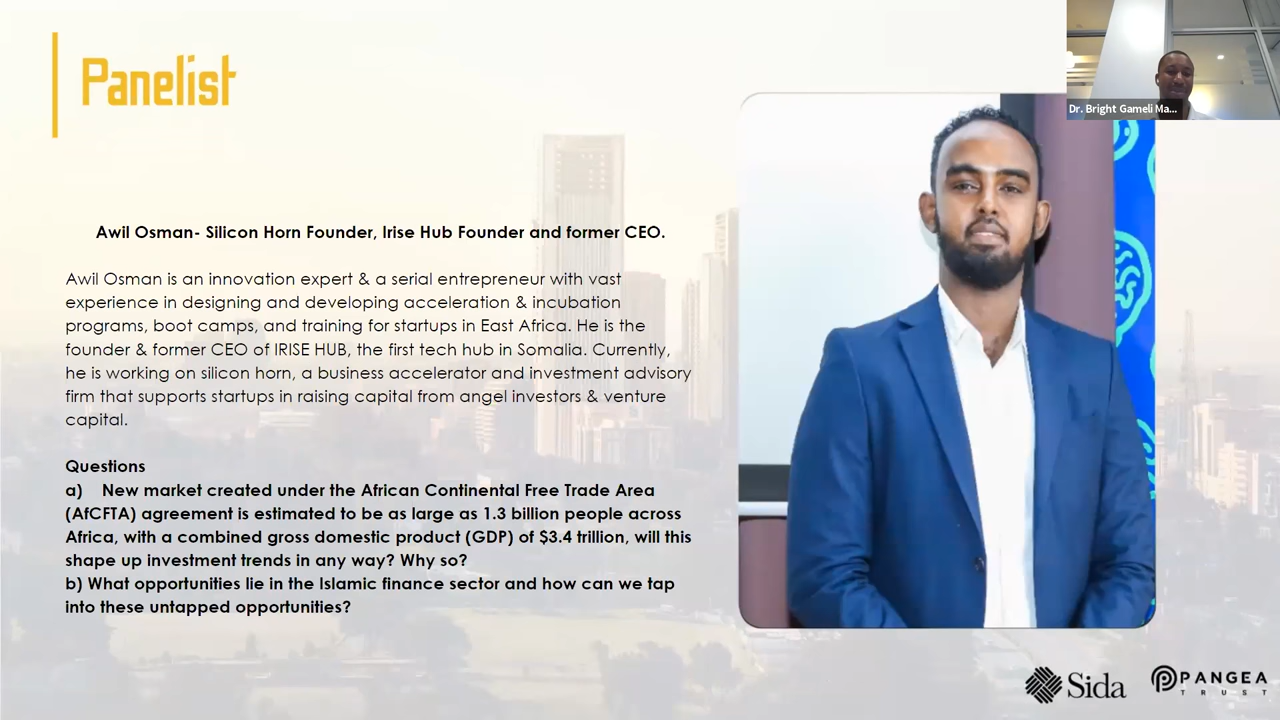 Panelist
Dr. Bright Gameli Ma...
Awil Osman- Silicon Horn Founder, Irise Hub Founder and former CEO.
Awil Osman is an innovation expert & a serial entrepreneur with vast
experience in designing and developing acceleration & incubation
programs, boot camps, and training for startups in East Africa. He is the
founder & former CEO of IRISE HUB, the first tech hub in Somalia. Currently,
he is working on silicon horn, a business accelerator and investment advisory
firm that supports startups in raising capital from angel investors & venture
capital.
Questions
a) New market created under the African Continental Free Trade Area
(AfCFTA) agreement is estimated to be as large as 1.3 billion people across
Africa, with a combined gross domestic product (GDP) of $3.4 trillion, will this
shape up investment trends in any way? Why so?
b) What opportunities lie in the Islamic finance sector and how can we tap
into these untapped opportunities?
Sida
PANGEA
TRUST